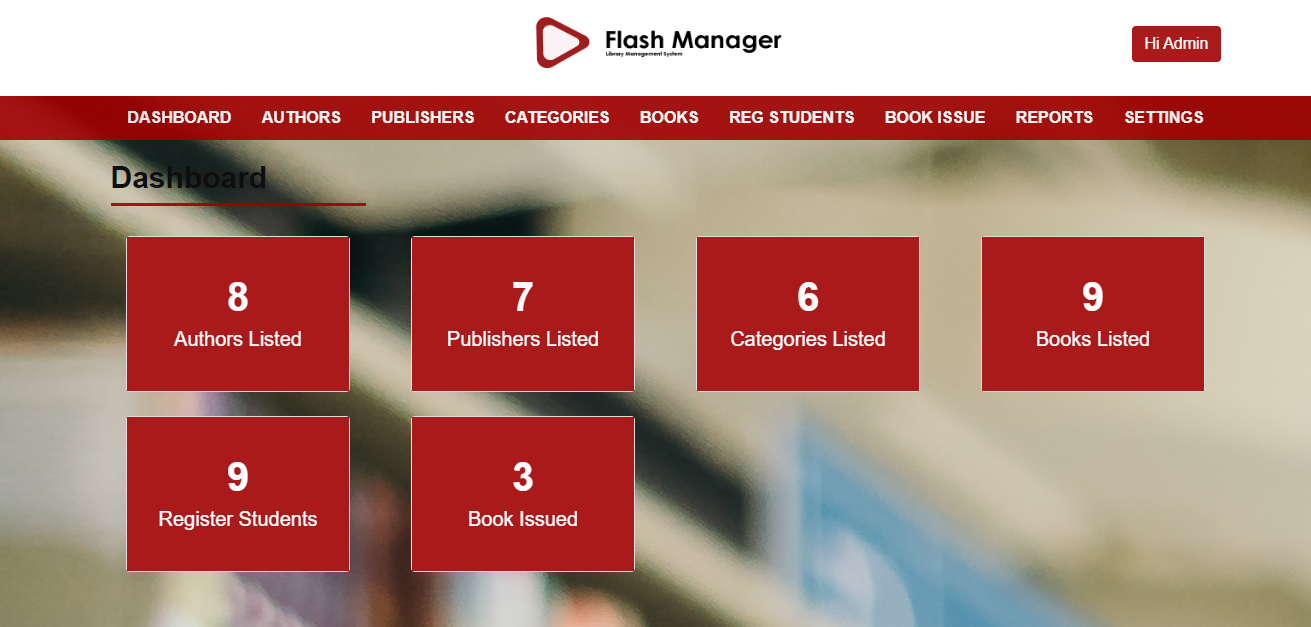 Flash Manager
Library Management System
Hi Admin
DASHBOARD AUTHORS PUBLISHERS CATEGORIES BOOKS REG STUDENTS BOOK ISSUE REPORTS SETTINGS
Dashboard
8
Authors Listed
7
Publishers Listed
6
Categories Listed
9
Books Listed
9
Register Students
3
Book Issued